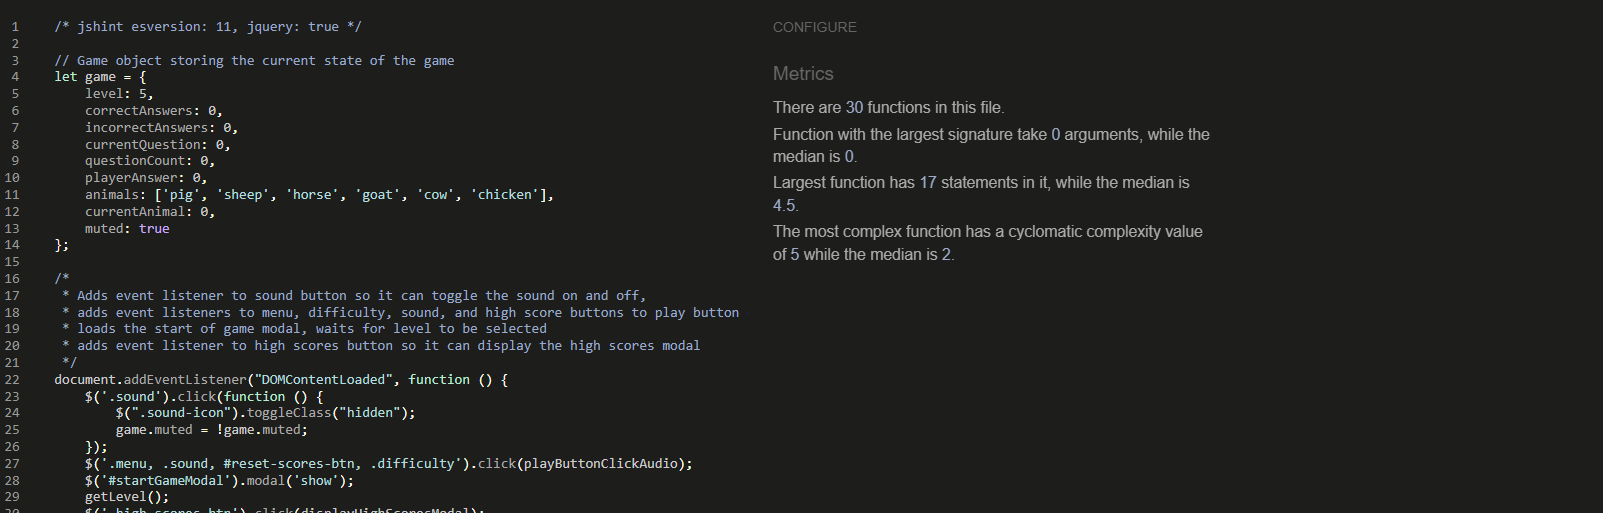 1 /* jshint esversion: 11, jquery: true */
2
3 // Game object storing the current state of the game
4 let game = {
5 level: 5,
6 correctAnswers: 0,
7 incorrectAnswers: 0,
8 currentQuestion: 0,
9 questionCount: 0,
10 playerAnswer: 0,
11 animals: ['pig', 'sheep', 'horse', 'goat', 'cow', 'chicken'],
12 currentAnimal: 0,
13 muted: true
14 };
15
16 /*
17 * Adds event listener to sound button so it can toggle the sound on and off,
18 * adds event listeners to menu, difficulty, sound, and high score buttons to play button
19 * loads the start of game modal, waits for level to be selected
20 * adds event listener to high scores button so it can display the high scores modal
21 */
22 document.addEventListener("DOMContentLoaded", function () {
23 $('.sound').click(function () {
24 $(".sound-icon").toggleClass("hidden");
25 game.muted = !game.muted;
26 });
27 $('.menu, .sound, #reset-scores-btn, .difficulty').click(playButtonClickAudio);
28 $('#startGameModal').modal('show');
29 getLevel();
30 $('.high-scores-btn').click(displayHighScoresModal);
CONFIGURE
Metrics
There are 30 functions in this file.
Function with the largest signature take 0 arguments, while the
median is 0.
Largest function has 17 statements in it, while the median is
4.5.
The most complex function has a cyclomatic complexity value
of 5 while the median is 2.